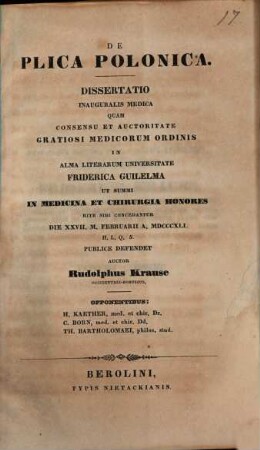 17
DE
PLICA POLONICA.
DISSERTATIO
INAUGURALIS MEDICA
QUAM
CONSENSU ET AUCTORITATE
GRATIOSI MEDICORUM ORDINIS
IN
ALMA LITERARUM UNIVERSITATE
FRIDERICA GUILELMA
UT SUMMI
IN MEDICINA ET CHIRURGIA HONORES
RITE SIBI CONCEDANTUR
DIE XXVII. M. FEBRUARII A. MDCCCXLI.
H. L. Q. S.
PUBLICE DEFENDET
AUCTOR
Rudolphus Krause
OPPONENTIBUS:
H. KARTHER, med. et chir. Dr.
C. BORN, med. et chir. Dd.
TH. BARTHOLOMAEI, philos. stud.
BEROLINI,
TYPIS NIETACKIANIS.